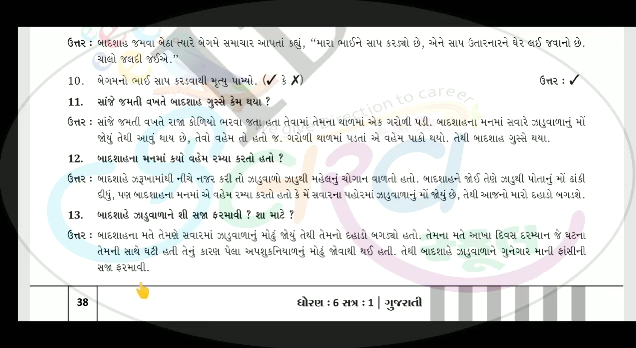 ઉત્તર : બાદશાહ જમવા બેઠા ત્યારે બેગમે સમાચાર આપતાં કહ્યું, “મારા ભાઈને સાપ કરડ્યો છે, એને સાપ ઉતારનારને ઘેર લઈ જવાનો છે.
ચાલો જલદી જઈએ.”
10. બેગમનો ભાઈ સાપ કરડવાથી મૃત્યુ પામ્યો. (✓ કે ✗) ઉત્તર : ✓
11. સાંજે જમતી વખતે બાદશાહ ગુસ્સે કેમ થયા ?
ઉત્તર : સાંજે જમતી વખતે રાજા કોળિયો ભરવા જતા હતા તેવામાં તેમના થાળમાં એક ગરોળી પડી. બાદશાહના મનમાં સવારે ઝાડુવાળાનું મોં
જોયું તેથી આવું થાય છે, તેવો વહેમ તો હતો જ. ગરોળી થાળમાં પડતાં એ વહેમ પાકો થયો. તેથી બાદશાહ ગુસ્સે થયા.
12. બાદશાહના મનમાં કયો વહેમ રમ્યા કરતો હતો ?
ઉત્તર : બાદશાહે ઝરૂખામાંથી નીચે નજર કરી તો ઝાડુવાળો ઝાડુથી મહેલનું ચોગાન વાળતો હતો. બાદશાહને જોઈ તેણે ઝાડુથી પોતાનું મોં ઢાંકી
દીધું, પણ બાદશાહના મનમાં એ વહેમ રમ્યા કરતો હતો કે મેં સવારના પહોરમાં ઝાડુવાળાનું મોં જોયું છે, તેથી આજનો મારો દહાડો બગડશે.
13. બાદશાહે ઝાડુવાળાને શી સજા ફરમાવી ? શા માટે ?
ઉત્તર : બાદશાહના મતે તેમણે સવારમાં ઝાડુવાળાનું મોઢું જોયું તેથી તેમનો દહાડો બગડ્યો હતો. તેમના મતે આખા દિવસ દરમ્યાન જે ઘટના
તેમની સાથે ઘટી હતી તેનું કારણ પેલા અપશુકનિયાળનું મોઢું જોવાથી થઈ હતી. તેથી બાદશાહે ઝાડુવાળાને ગુનેગાર માની ફાંસીની
સજા ફરમાવી.
38 ધોરણ : 6 સત્ર : 1 | ગુજરાતી